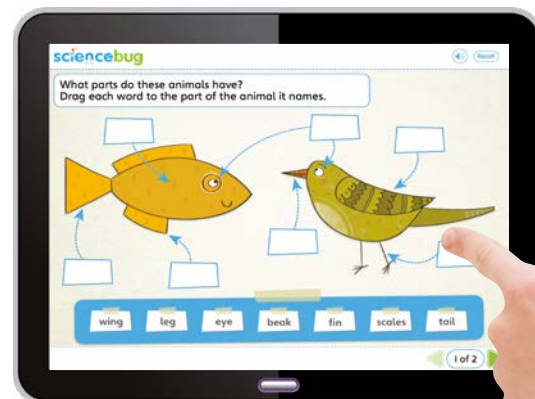 sciencebug
Reset
What parts do these animals have?
Drag each word to the part of the animal it names.
wing
leg
eye
beak
fin
scales
tail
1 of 2